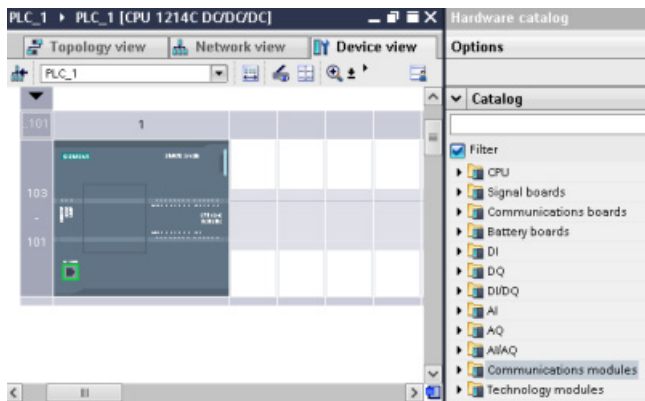 PLC_1 ▸ PLC_1 [CPU 1214C DC/DC/DC]
Topology view
Network view
Device view
PLC_1
101
1
SIEMENS
103
-
101
Hardware catalog
Options
Catalog
Filter
CPU
Signal boards
Communications boards
Battery boards
DI
DQ
DI/DQ
AI
AQ
AI/AQ
Communications modules
Technology modules